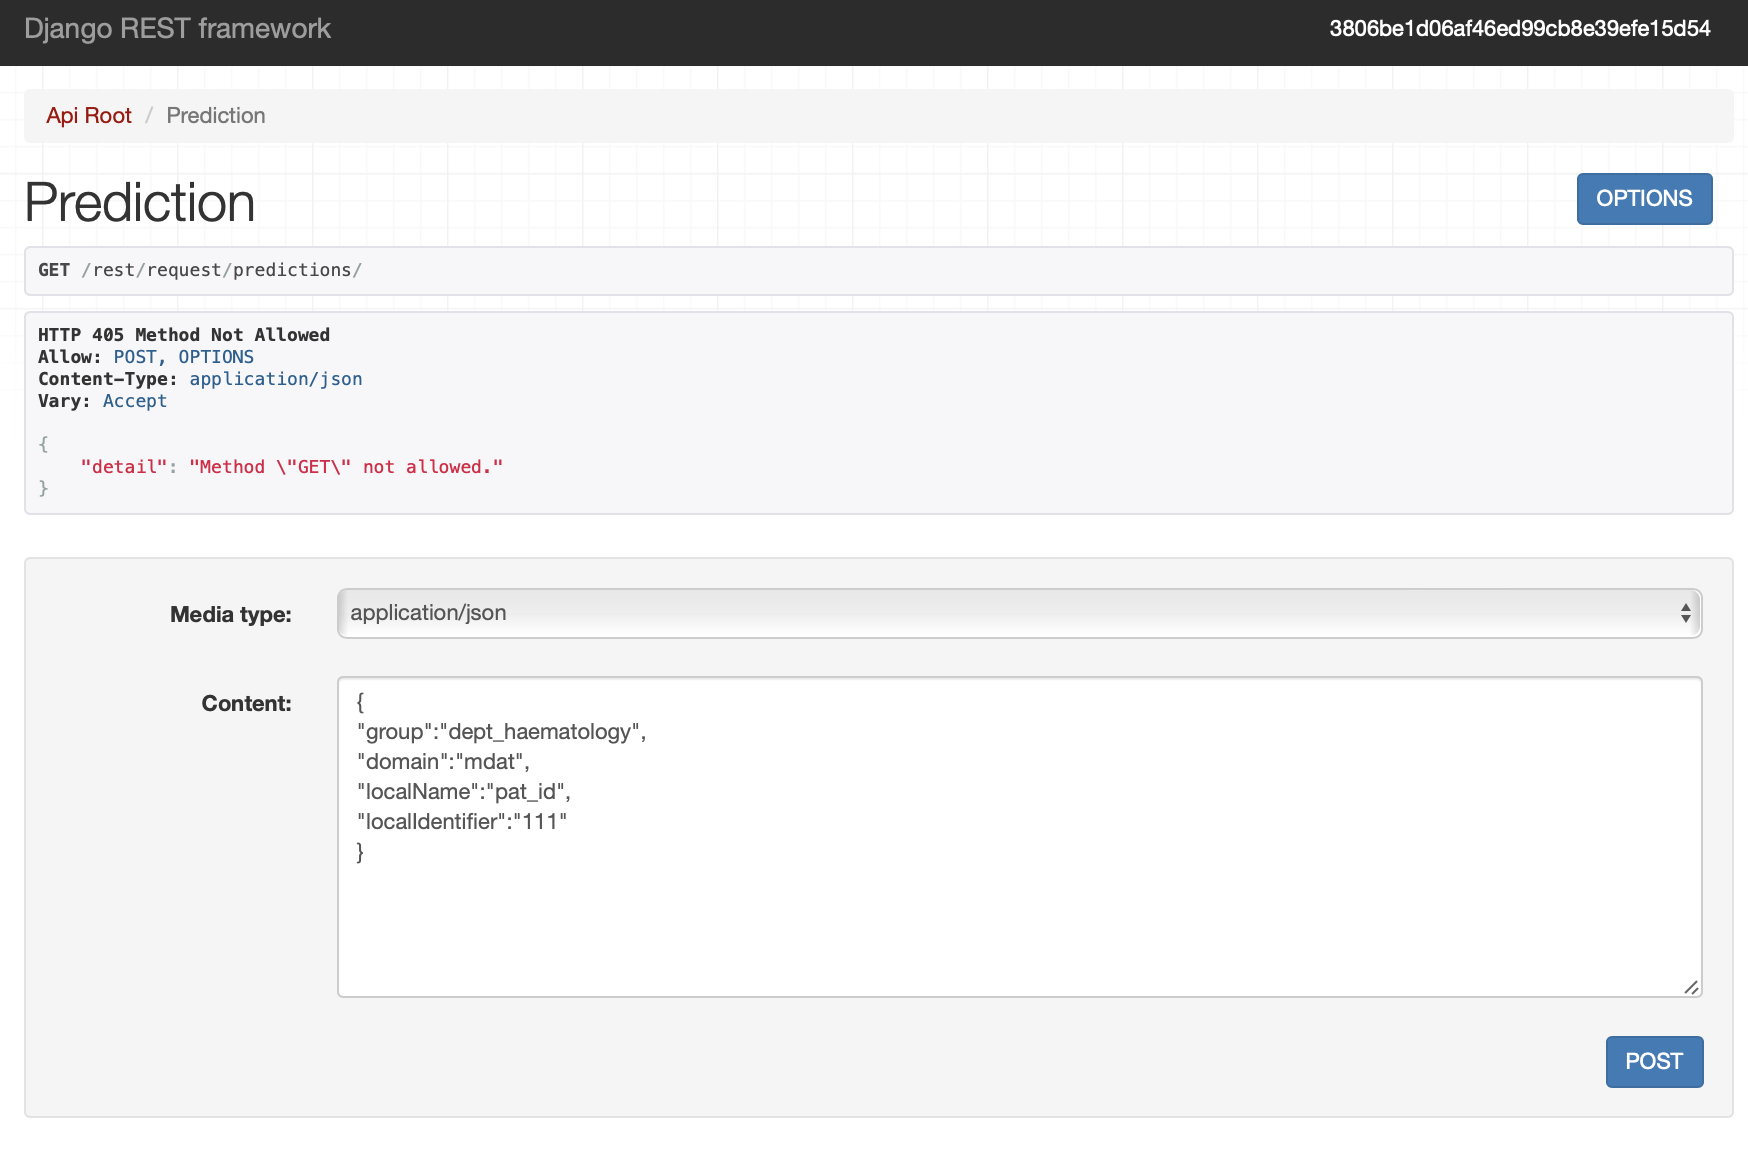 Django REST framework
3806be1d06af46ed99cb8e39efe15d54
Api Root / Prediction
Prediction
OPTIONS
GET /rest/request/predictions/
HTTP 405 Method Not Allowed
Allow: POST, OPTIONS
Content-Type: application/json
Vary: Accept
{
"detail": "Method \"GET\" not allowed."
}
Media type:
application/json
Content:
{
"group":"dept_haematology",
"domain":"mdat",
"localName":"pat_id",
"localIdentifier":"111"
}
POST